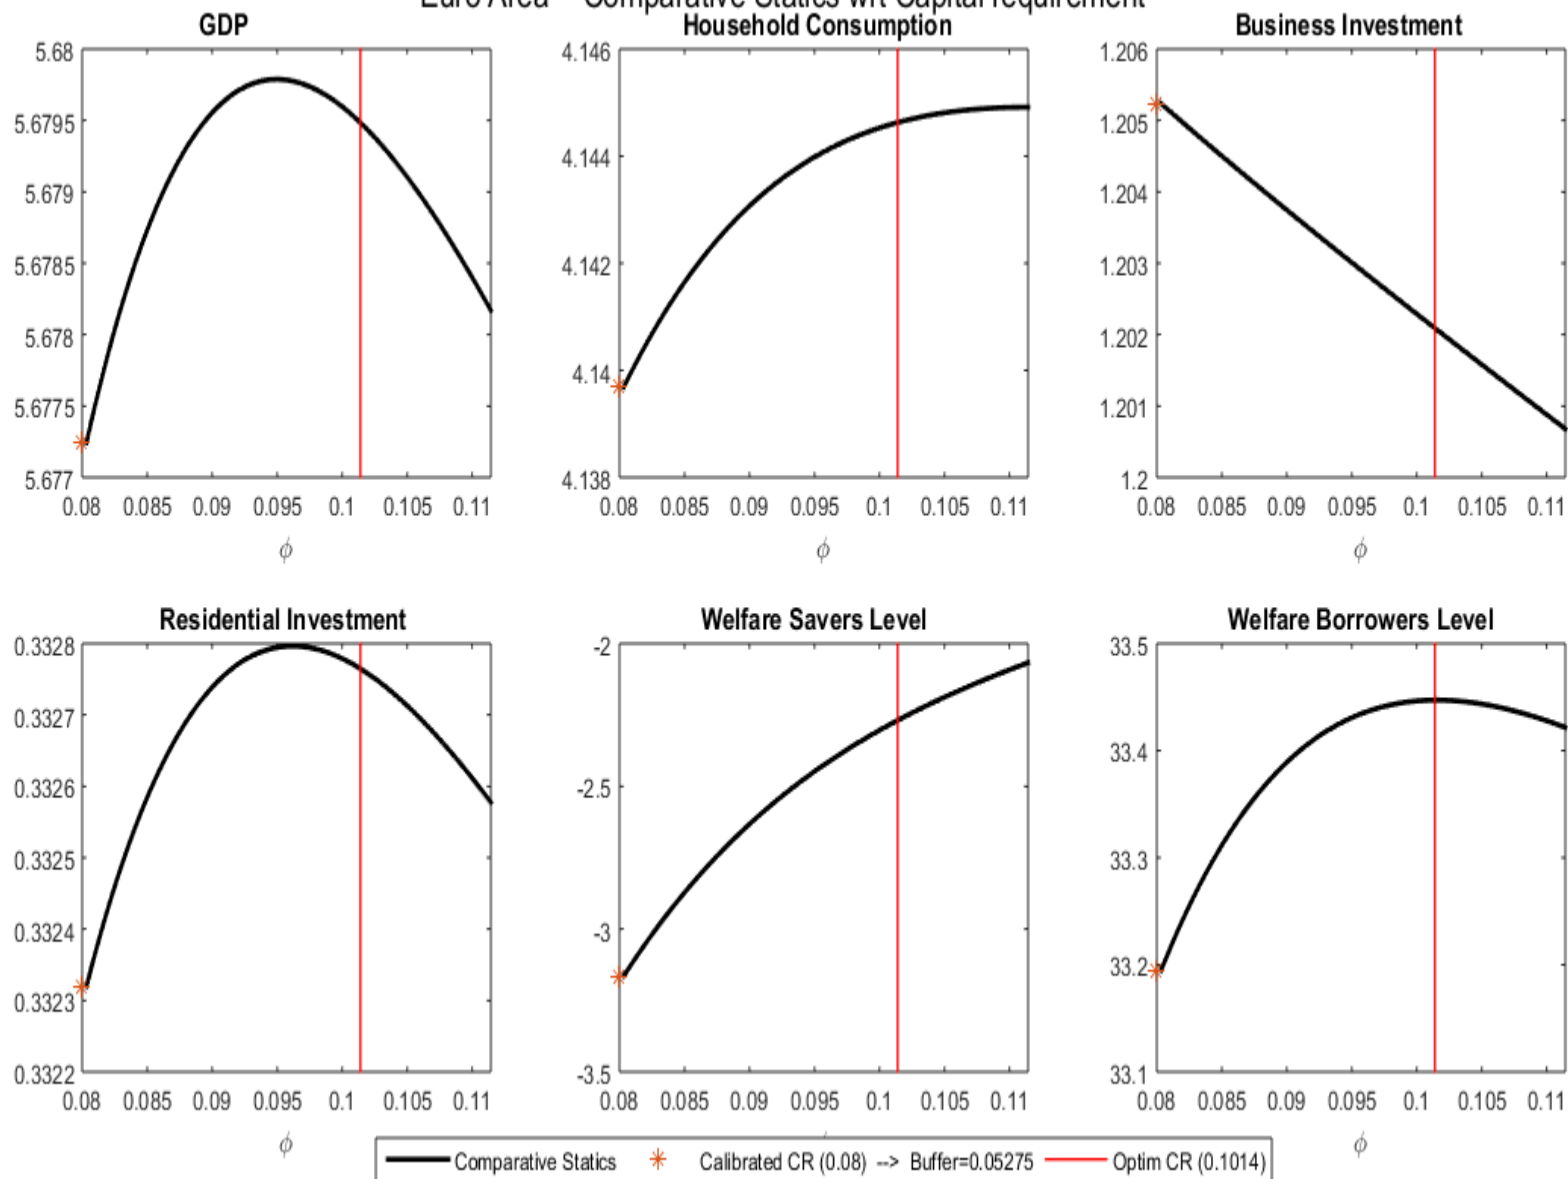 Euro Area - Comparative Statics wrt Capital requirement
GDP
5.68
5.6795
5.679
5.6785
5.678
5.6775
5.677
0.08 0.085 0.09 0.095 0.1 0.105 0.11
ϕ
Household Consumption
4.146
4.144
4.142
4.14
4.138
0.08 0.085 0.09 0.095 0.1 0.105 0.11
ϕ
Business Investment
1.206
1.205
1.204
1.203
1.202
1.201
1.2
0.08 0.085 0.09 0.095 0.1 0.105 0.11
ϕ
Residential Investment
0.3328
0.3327
0.3326
0.3325
0.3324
0.3323
0.3322
0.08 0.085 0.09 0.095 0.1 0.105 0.11
ϕ
Welfare Savers Level
-2
-2.5
-3
-3.5
0.08 0.085 0.09 0.095 0.1 0.105 0.11
Welfare Borrowers Level
33.5
33.4
33.3
33.2
33.1
0.08 0.085 0.09 0.095 0.1 0.105 0.11
ϕ
Comparative Statics Calibrated CR (0.08) --> Buffer=0.05275 Optim CR (0.1014)